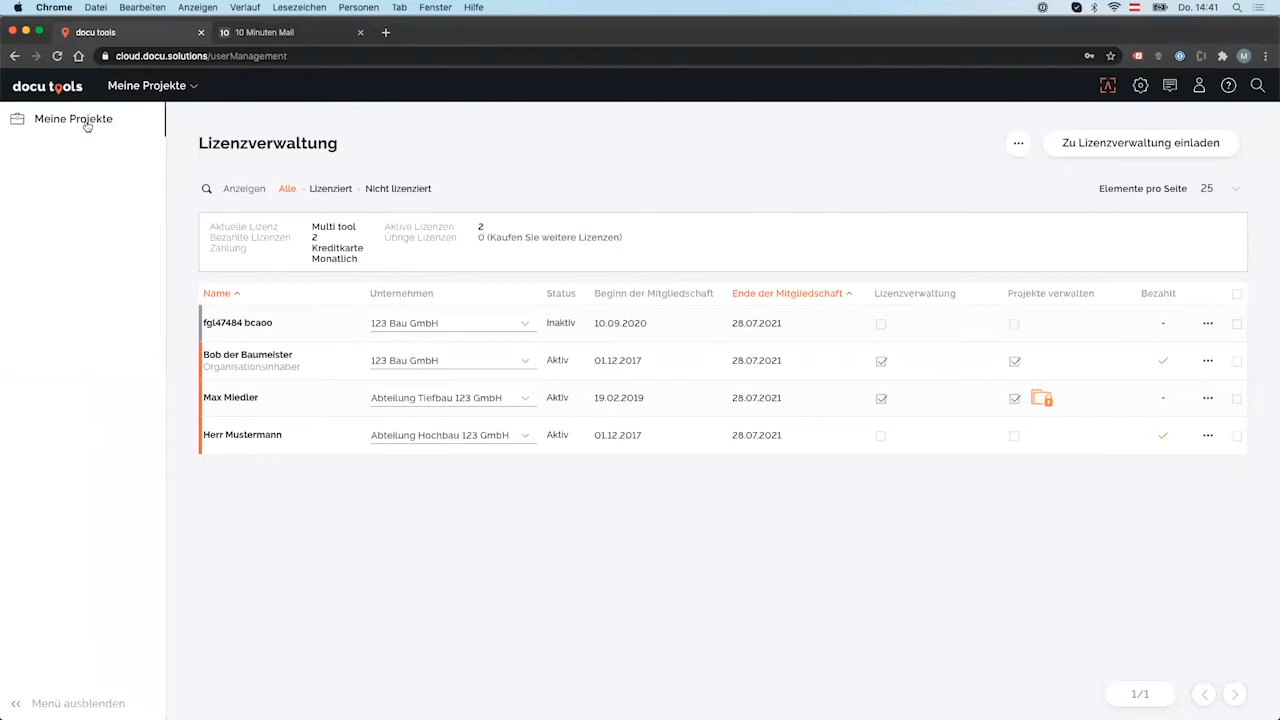 Chrome Datei Bearbeiten Anzeigen Verlauf Lesezeichen Personen Tab Fenster Hilfe Do. 14:41
docu tools 10 10 Minuten Mail
cloud.docu.solutions/userManagement M
docu tools Meine Projekte
Meine Projekte
Lizenzverwaltung
Zu Lizenzverwaltung einladen
Anzeigen Alle Lizenziert Nicht lizenziert Elemente pro Seite 25
Aktuelle Lizenz Multi tool Aktive Lizenzen 2
Bezahlte Lizenzen 2 Übrige Lizenzen 0 (Kaufen Sie weitere Lizenzen)
Zahlung Kreditkarte
Monatlich
Name Unternehmen Status Beginn der Mitgliedschaft Ende der Mitgliedschaft Lizenzverwaltung Projekte verwalten Bezahlt
fgl47484 bcaoo 123 Bau GmbH Inaktiv 10.09.2020 28.07.2021 -
Bob der Baumeister 123 Bau GmbH Aktiv 01.12.2017 28.07.2021
Organisationsinhaber
Max Miedler Abteilung Tiefbau 123 GmbH Aktiv 19.02.2019 28.07.2021 -
Herr Mustermann Abteilung Hochbau 123 GmbH Aktiv 01.12.2017 28.07.2021
Menü ausblenden
1/1